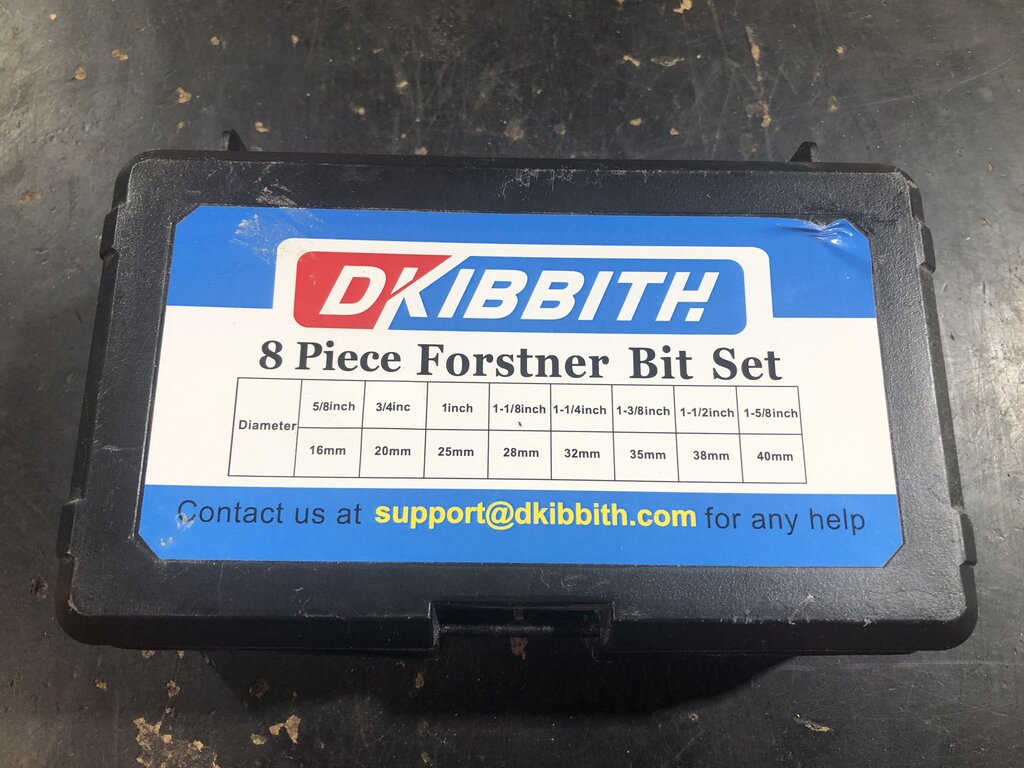 DKIBBITH
8 Piece Forstner Bit Set
Diameter 5/8inch 3/4inc 1inch 1-1/8inch 1-1/4inch 1-3/8inch 1-1/2inch 1-5/8inch
16mm 20mm 25mm 28mm 32mm 35mm 38mm 40mm
Contact us at support@dkibbith.com for any help